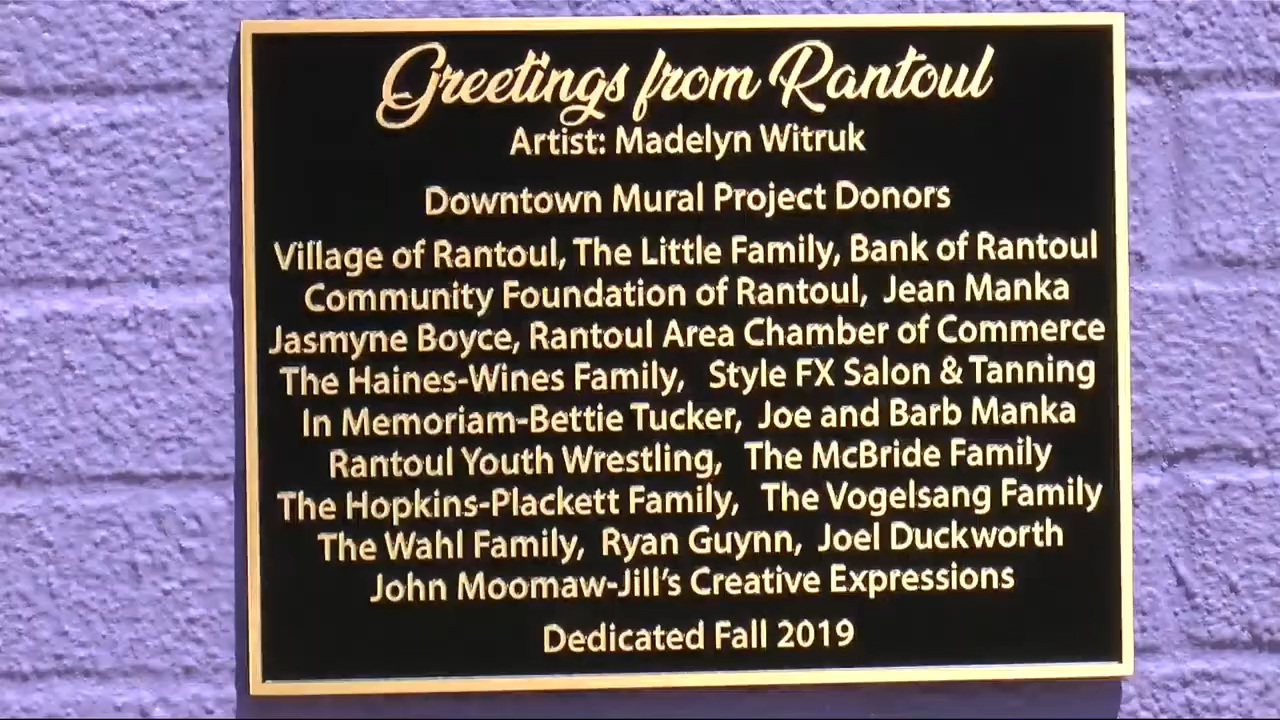 Greetings from Rantoul
Artist: Madelyn Witruk
Downtown Mural Project Donors
Village of Rantoul, The Little Family, Bank of Rantoul
Community Foundation of Rantoul, Jean Manka
Jasmyne Boyce, Rantoul Area Chamber of Commerce
The Haines-Wines Family, Style FX Salon & Tanning
In Memoriam-Bettie Tucker, Joe and Barb Manka
Rantoul Youth Wrestling, The McBride Family
The Hopkins-Plackett Family, The Vogelsang Family
The Wahl Family, Ryan Guynn, Joel Duckworth
John Moomaw-Jill's Creative Expressions
Dedicated Fall 2019